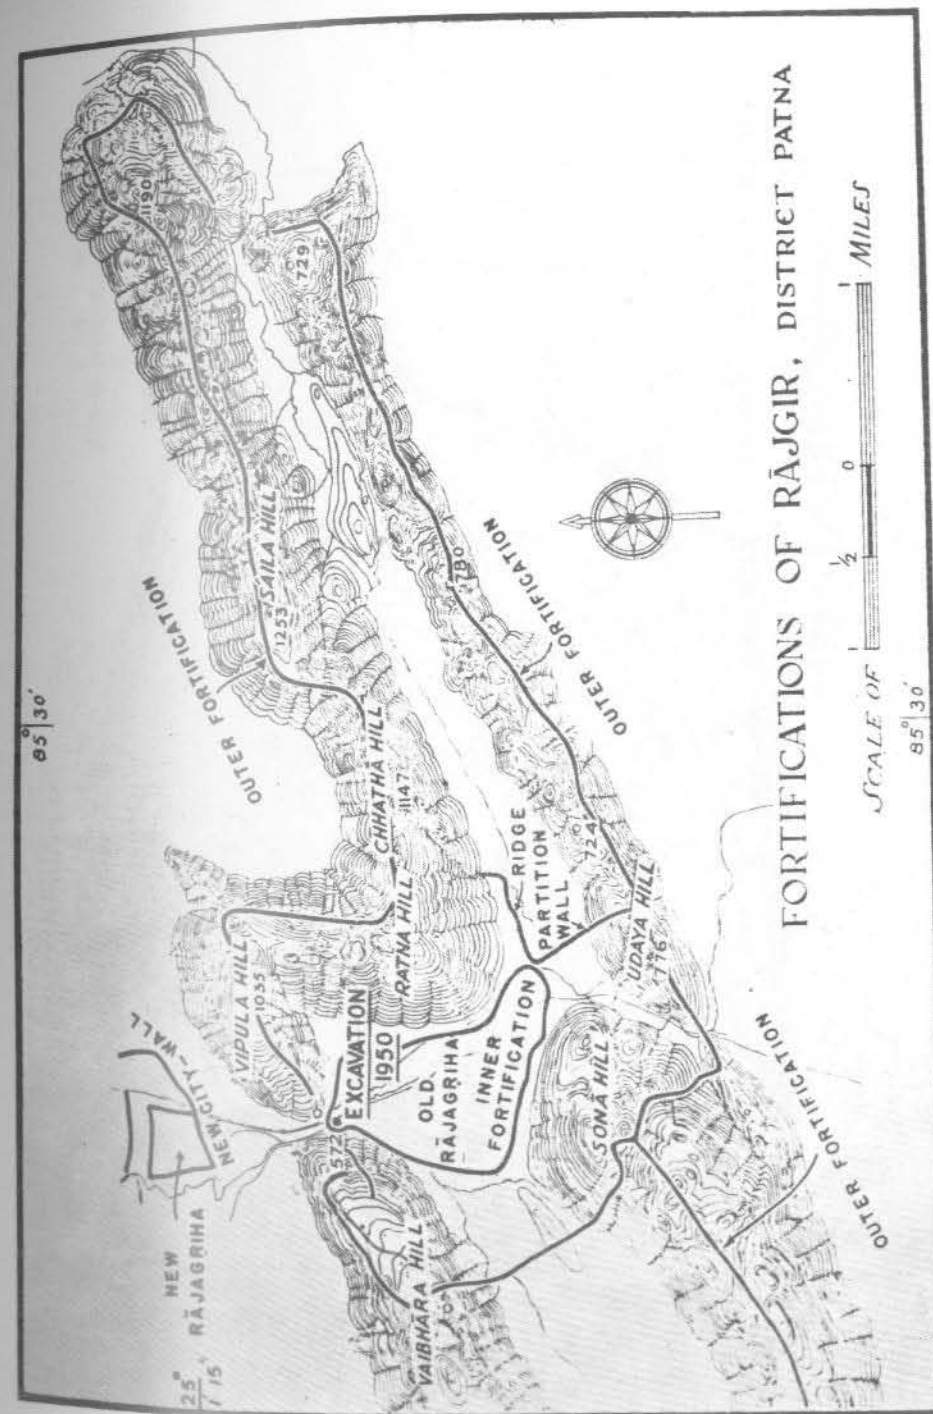 85° 30'
25°
15'
NEW
RĀJAGRIHA
NEW-CITY-WALL
VIPULA HILL
1035
EXCAVATION
1950
572
OLD
RĀJAGṚIHA
INNER
FORTIFICATION
VAIBHĀRA HILL
RATNA HILL
CHHATHĀ HILL
1147
OUTER FORTIFICATION
SAILA HILL
1253
1190
729
780
OUTER FORTIFICATION
RIDGE
PARTITION
WALL
724
UDAYA HILL
776
SONĀ HILL
OUTER FORTIFICATION
FORTIFICATIONS OF RĀJGIR, DISTRICT PATNA
SCALE OF 1 ½ 0 1 MILES
85° 30'